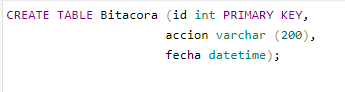 CREATE TABLE Bitacora (id int PRIMARY KEY,
accion varchar (200),
fecha datetime);